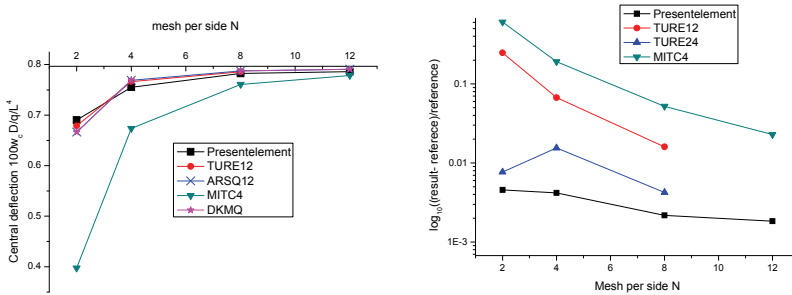 mesh per side N
2 4 6 8 10 12
0.8
0.7
0.6
0.5
0.4
Central deflection 100w_c D/q/L^4
Presentelement
TURE12
ARSQ12
MITC4
DKMQ
Presentelement
TURE12
TURE24
MITC4
0.1
0.01
1E-3
log_10((result- referece)/reference)
2 4 6 8 10 12
Mesh per side N